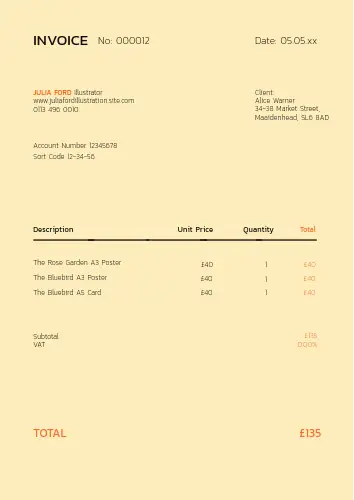 INVOICE No: 000012 Date: 05.05.xx
JULIA FORD Illustrator
www.juliafordillustration.site.com
0113 496 0010
Client:
Alice Warner
34-38 Market Street,
Maardenhead, SL6 8AD
Account Number 12345678
Sort Code 12-34-56
Description Unit Price Quantity Total
The Rose Garden A3 Poster £40 1 £40
The Bluebird A3 Poster £40 1 £40
The Bluebird A5 Card £40 1 £40
Subtotal £135
VAT 0.00%
TOTAL £135